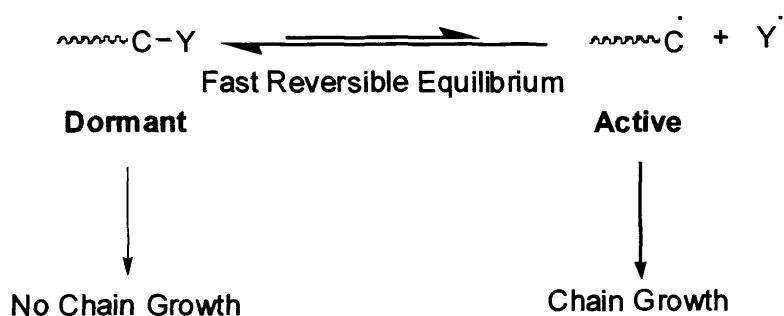 C–Y
C· + Y·
Fast Reversible Equilibrium
Dormant
Active
No Chain Growth
Chain Growth